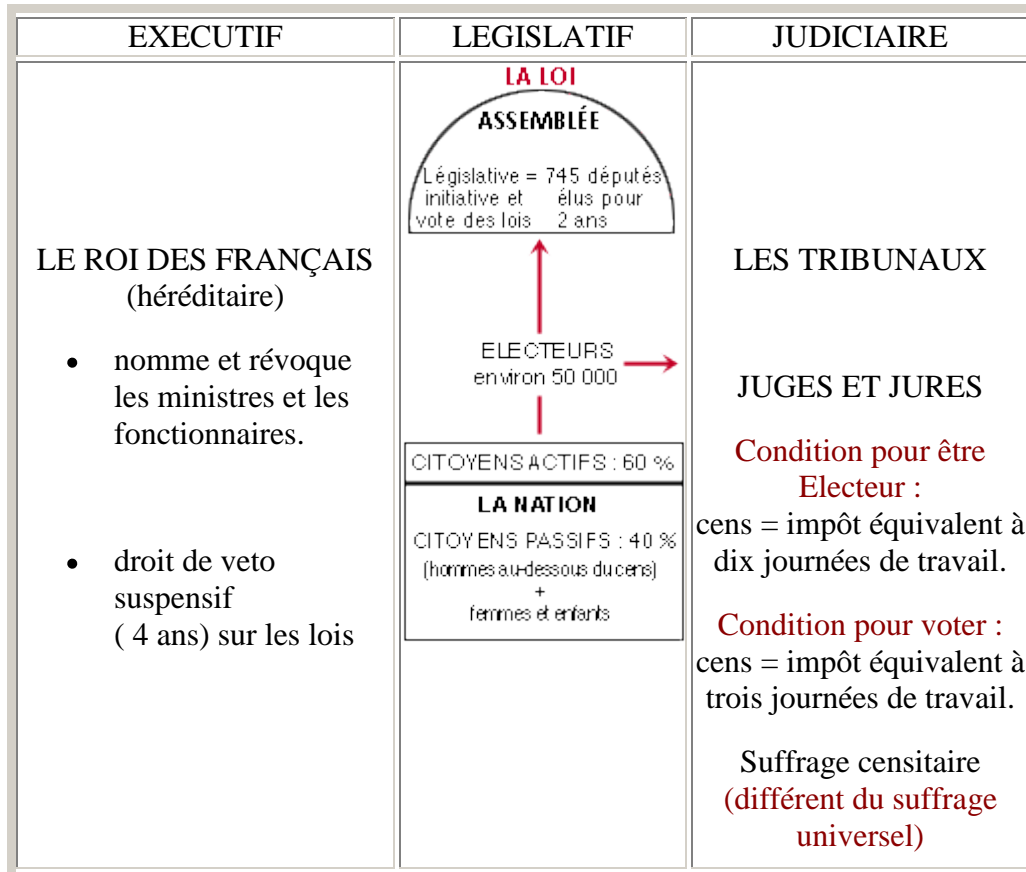 EXECUTIF
LEGISLATIF
JUDICIAIRE
LE ROI DES FRANÇAIS
(héréditaire)
• nomme et révoque
les ministres et les
fonctionnaires.
• droit de veto
suspensif
( 4 ans) sur les lois
LA LOI
ASSEMBLÉE
Législative = 745 députés
initiative et élus pour
vote des lois 2 ans
ELECTEURS
environ 50 000
CITOYENS ACTIFS : 60 %
LA NATION
CITOYENS PASSIFS : 40 %
(hommes au-dessous du cens)
+
femmes et enfants
LES TRIBUNAUX
JUGES ET JURES
Condition pour être
Electeur :
cens = impôt équivalent à
dix journées de travail.
Condition pour voter :
cens = impôt équivalent à
trois journées de travail.
Suffrage censitaire
(différent du suffrage
universel)